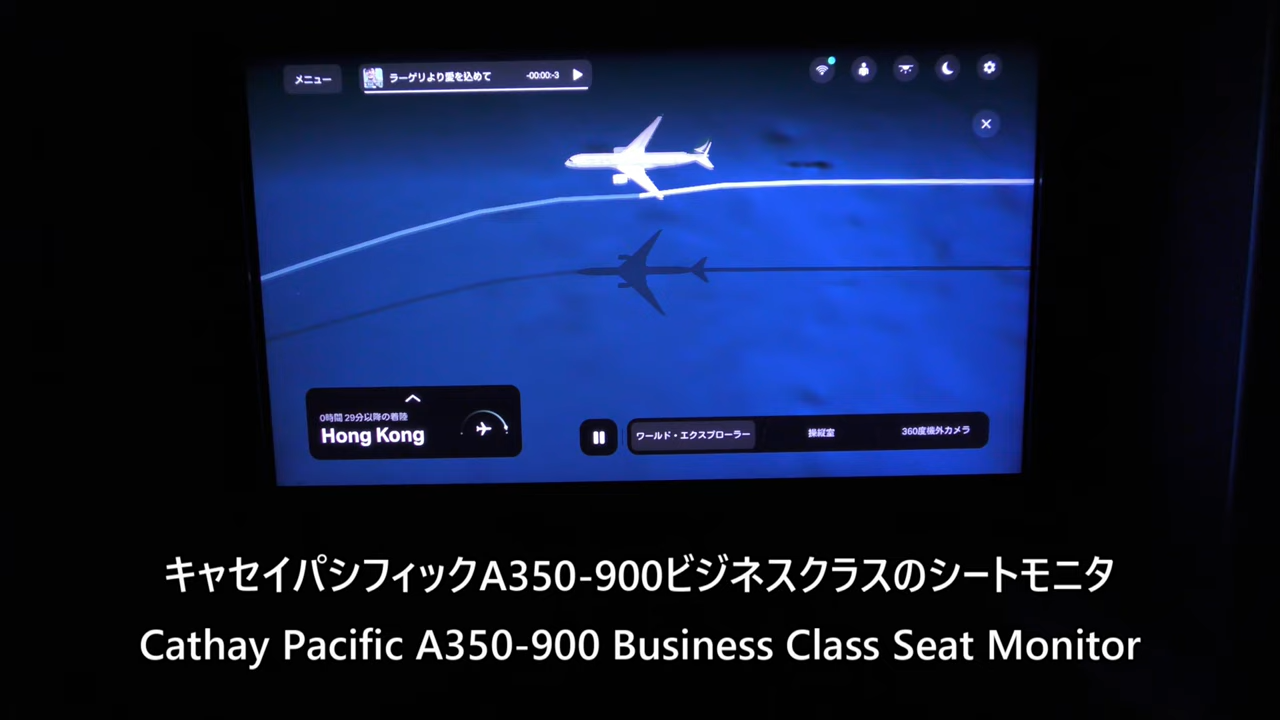 メニュー
ラーゲリより愛を込めて -00:00:-3
0時間 29分以降の着陸
Hong Kong
ワールド・エクスプローラー 操縦室 360度機外カメラ
キャセイパシフィックA350-900ビジネスクラスのシートモニタ
Cathay Pacific A350-900 Business Class Seat Monitor